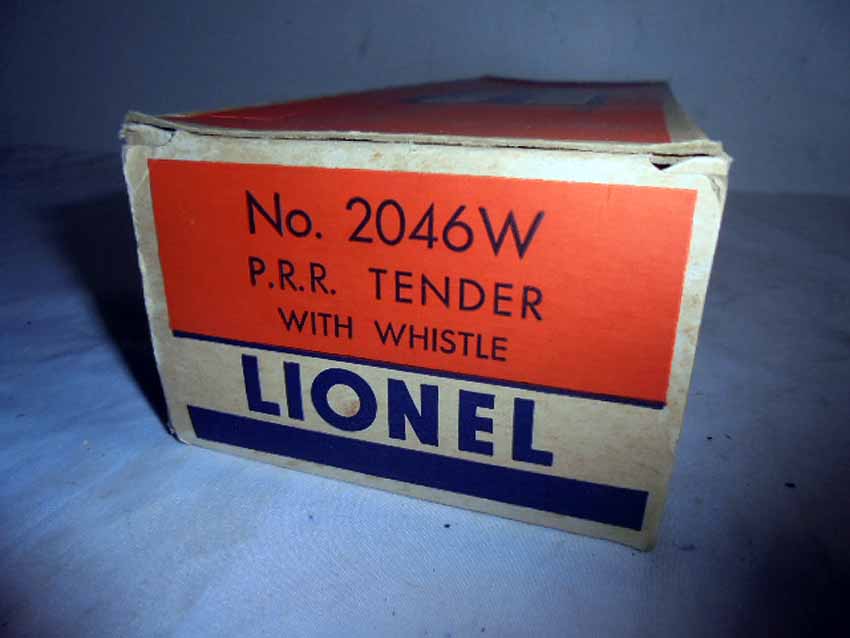 No. 2046W
P.R.R. TENDER
WITH WHISTLE
LIONEL